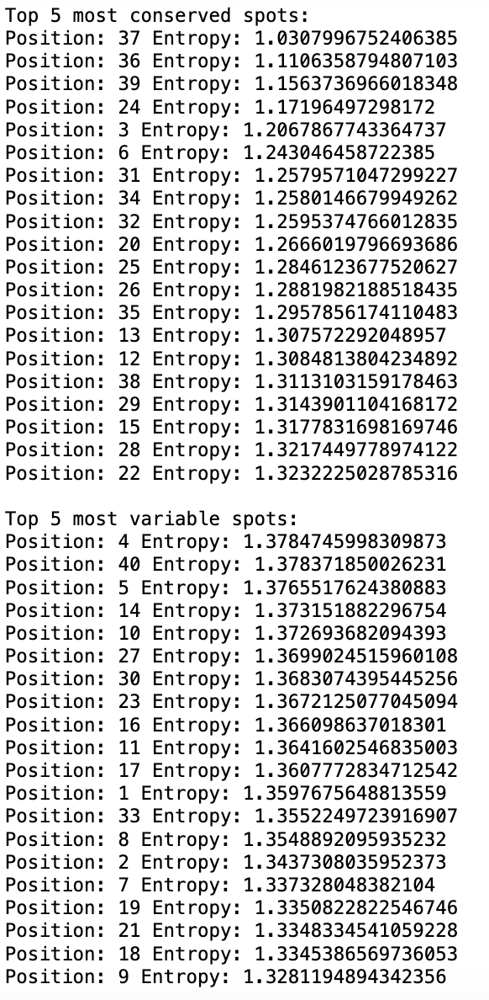 Top 5 most conserved spots:
Position: 37 Entropy: 1.0307996752406385
Position: 36 Entropy: 1.1106358794807103
Position: 39 Entropy: 1.1563736966018348
Position: 24 Entropy: 1.17196497298172
Position: 3 Entropy: 1.2067867743364737
Position: 6 Entropy: 1.243046458722385
Position: 31 Entropy: 1.2579571047299227
Position: 34 Entropy: 1.2580146679949262
Position: 32 Entropy: 1.2595374766012835
Position: 20 Entropy: 1.2666019796693686
Position: 25 Entropy: 1.2846123677520627
Position: 26 Entropy: 1.2881982188518435
Position: 35 Entropy: 1.2957856174110483
Position: 13 Entropy: 1.307572292048957
Position: 12 Entropy: 1.3084813804234892
Position: 38 Entropy: 1.3113103159178463
Position: 29 Entropy: 1.3143901104168172
Position: 15 Entropy: 1.3177831698169746
Position: 28 Entropy: 1.3217449778974122
Position: 22 Entropy: 1.3232225028785316
Top 5 most variable spots:
Position: 4 Entropy: 1.3784745998309873
Position: 40 Entropy: 1.378371850026231
Position: 5 Entropy: 1.3765517624380883
Position: 14 Entropy: 1.373151882296754
Position: 10 Entropy: 1.372693682094393
Position: 27 Entropy: 1.3699024515960108
Position: 30 Entropy: 1.3683074395445256
Position: 23 Entropy: 1.3672125077045094
Position: 16 Entropy: 1.366098637018301
Position: 11 Entropy: 1.3641602546835003
Position: 17 Entropy: 1.3607772834712542
Position: 1 Entropy: 1.3597675648813559
Position: 33 Entropy: 1.3552249723916907
Position: 8 Entropy: 1.3548892095935232
Position: 2 Entropy: 1.3437308035952373
Position: 7 Entropy: 1.337328048382104
Position: 19 Entropy: 1.3350822822546746
Position: 21 Entropy: 1.3348334541059228
Position: 18 Entropy: 1.3345386569736053
Position: 9 Entropy: 1.3281194894342356